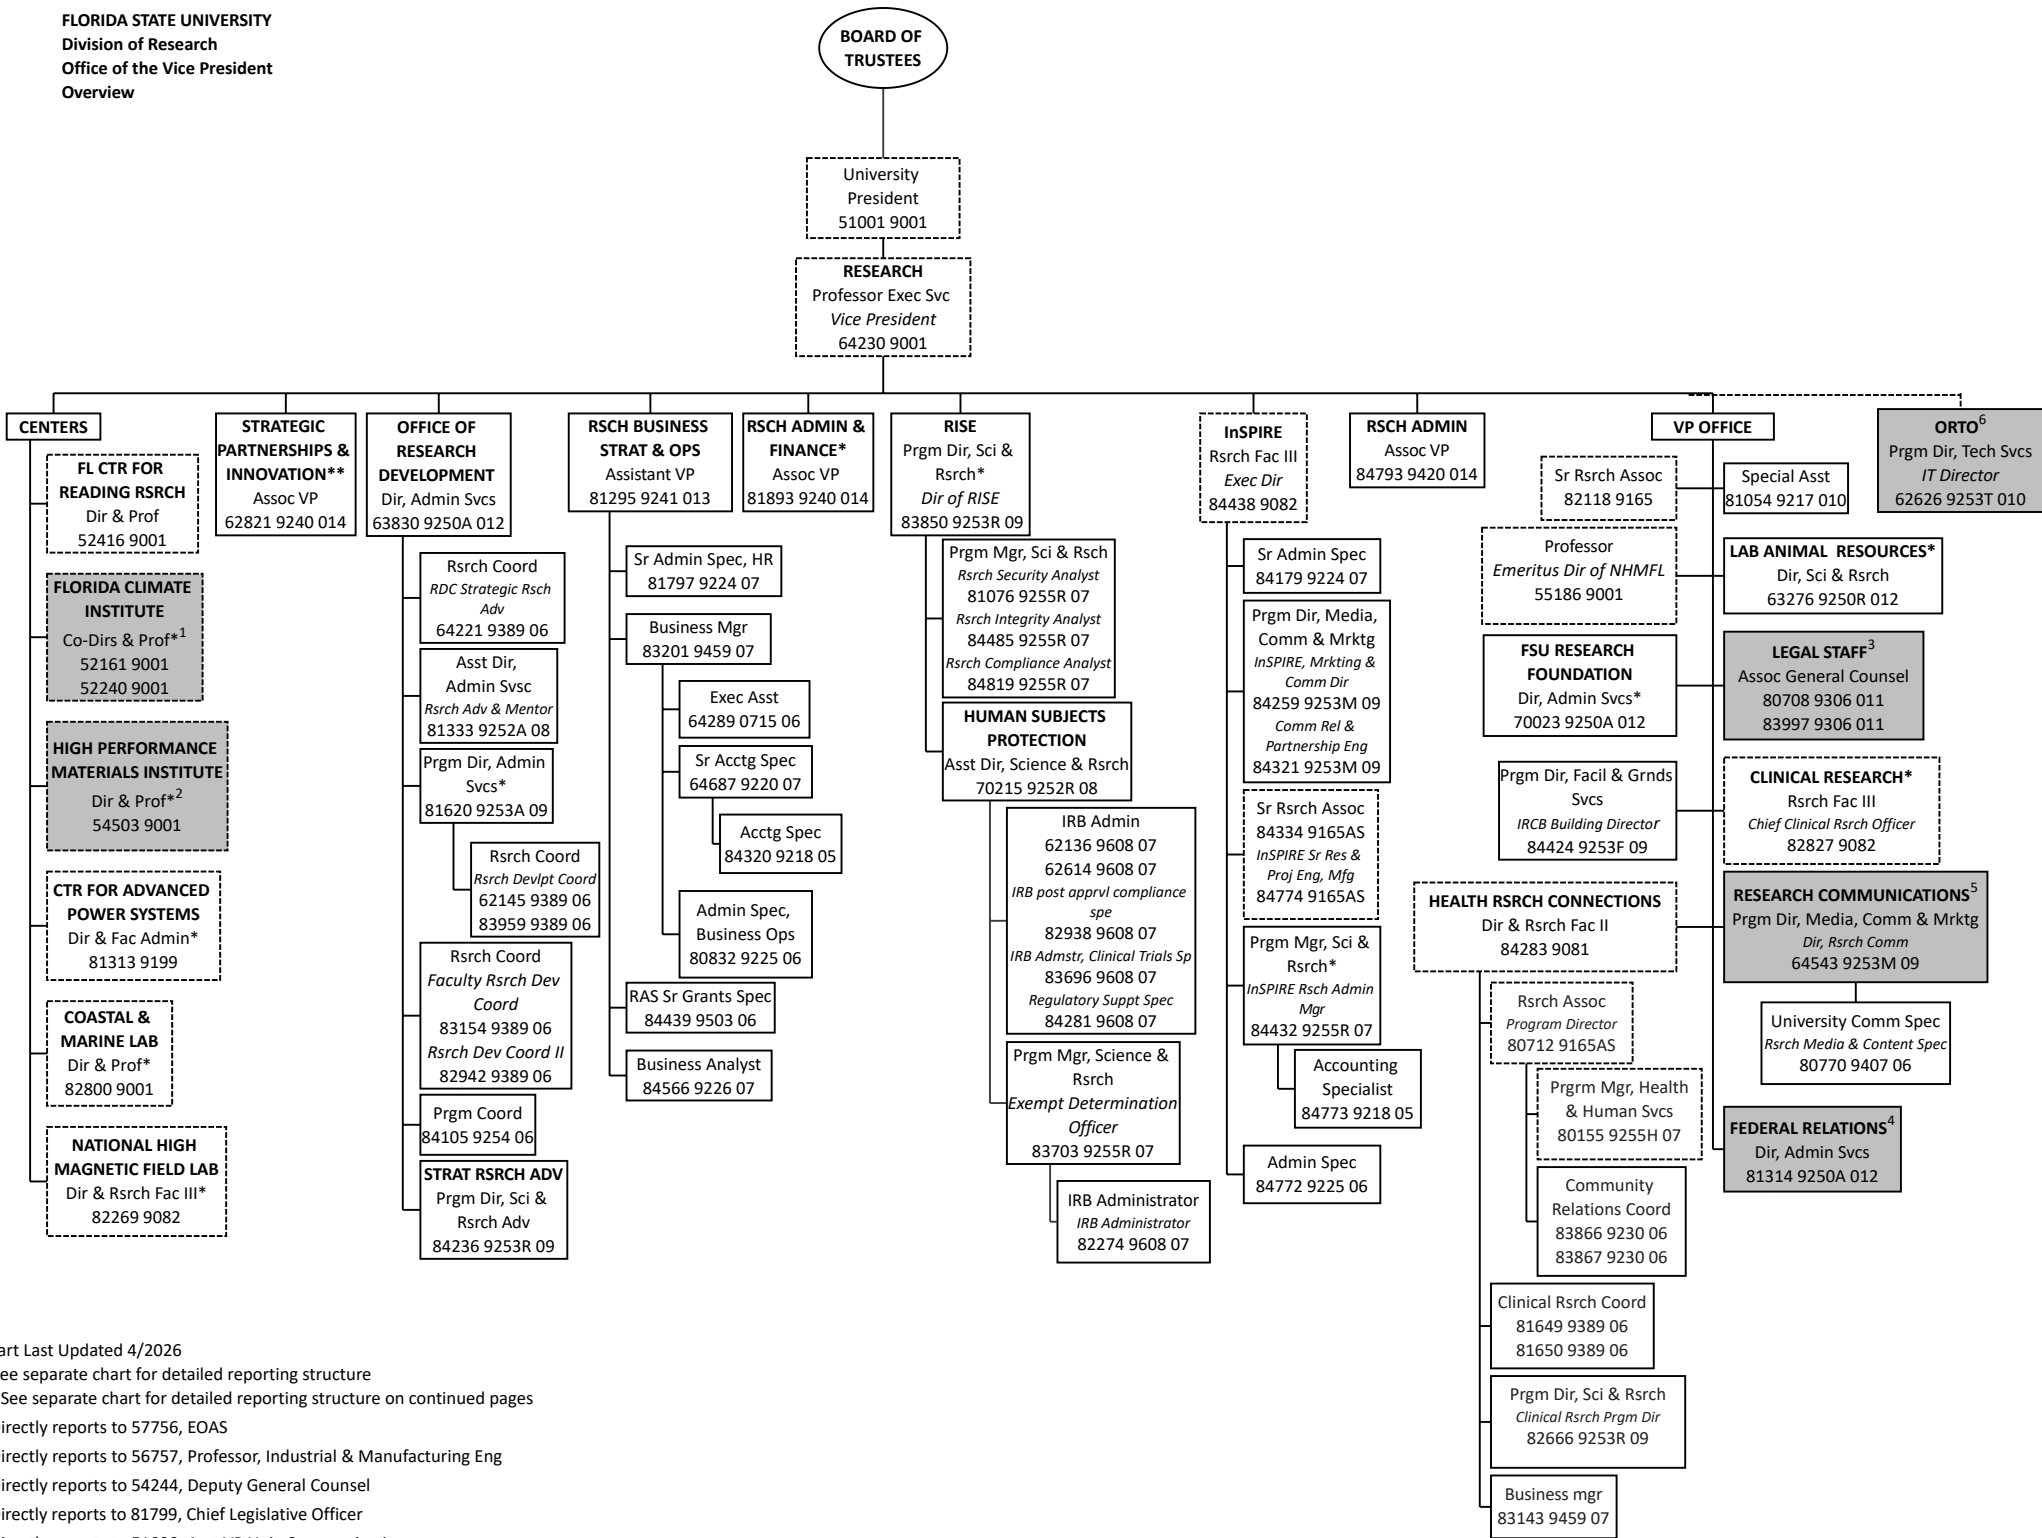 FLORIDA STATE UNIVERSITY
Division of Research
Office of the Vice President
Overview
BOARD OF
TRUSTEES
University
President
51001 9001
RESEARCH
Professor Exec Svc
Vice President
64230 9001
CENTERS
FL CTR FOR
READING RSRCH
Dir & Prof
52416 9001
FLORIDA CLIMATE
INSTITUTE
Co-Dirs & Prof*1
52161 9001
52240 9001
HIGH PERFORMANCE
MATERIALS INSTITUTE
Dir & Prof*2
54503 9001
CTR FOR ADVANCED
POWER SYSTEMS
Dir & Fac Admin*
81313 9199
COASTAL &
MARINE LAB
Dir & Prof*
82800 9001
NATIONAL HIGH
MAGNETIC FIELD LAB
Dir & Rsrch Fac III*
82269 9082
STRATEGIC
PARTNERSHIPS &
INNOVATION**
Assoc VP
62821 9240 014
OFFICE OF
RESEARCH
DEVELOPMENT
Dir, Admin Svcs
63830 9250A 012
Rsrch Coord
RDC Strategic Rsch
Adv
64221 9389 06
Asst Dir,
Admin Svsc
Rsrch Adv & Mentor
81333 9252A 08
Prgm Dir, Admin
Svcs*
81620 9253A 09
Rsrch Coord
Rsrch Devlpt Coord
62145 9389 06
83959 9389 06
Rsrch Coord
Faculty Rsrch Dev
Coord
83154 9389 06
Rsrch Dev Coord II
82942 9389 06
Prgm Coord
84105 9254 06
STRAT RSRCH ADV
Prgm Dir, Sci &
Rsrch Adv
84236 9253R 09
RSCH BUSINESS
STRAT & OPS
Assistant VP
81295 9241 013
Sr Admin Spec, HR
81797 9224 07
Business Mgr
83201 9459 07
Exec Asst
64289 0715 06
Sr Acctg Spec
64687 9220 07
Acctg Spec
84320 9218 05
Admin Spec,
Business Ops
80832 9225 06
RAS Sr Grants Spec
84439 9503 06
Business Analyst
84566 9226 07
RSCH ADMIN &
FINANCE*
Assoc VP
81893 9240 014
RISE
Prgm Dir, Sci &
Rsrch*
Dir of RISE
83850 9253R 09
Prgm Mgr, Sci & Rsch
Rsrch Security Analyst
81076 9255R 07
Rsrch Integrity Analyst
84485 9255R 07
Rsrch Compliance Analyst
84819 9255R 07
HUMAN SUBJECTS
PROTECTION
Asst Dir, Science & Rsrch
70215 9252R 08
IRB Admin
62136 9608 07
62614 9608 07
IRB post apprvl compliance
spe
82938 9608 07
IRB Admstr, Clinical Trials Sp
83696 9608 07
Regulatory Suppt Spec
84281 9608 07
Prgm Mgr, Science &
Rsrch
Exempt Determination
Officer
83703 9255R 07
IRB Administrator
IRB Administrator
82274 9608 07
InSPIRE
Rsrch Fac III
Exec Dir
84438 9082
Sr Admin Spec
84179 9224 07
Prgm Dir, Media,
Comm & Mrktg
InSPIRE, Mrkting &
Comm Dir
84259 9253M 09
Comm Rel &
Partnership Eng
84321 9253M 09
Sr Rsrch Assoc
84334 9165AS
InSPIRE Sr Res &
Proj Eng, Mfg
84774 9165AS
Prgm Mgr, Sci &
Rsrch*
InSPIRE Rsch Admin
Mgr
84432 9255R 07
Accounting
Specialist
84773 9218 05
Admin Spec
84772 9225 06
RSCH ADMIN
Assoc VP
84793 9420 014
VP OFFICE
Sr Rsrch Assoc
82118 9165
Special Asst
81054 9217 010
Professor
Emeritus Dir of NHMFL
55186 9001
LAB ANIMAL RESOURCES*
Dir, Sci & Rsrch
63276 9250R 012
FSU RESEARCH
FOUNDATION
Dir, Admin Svcs*
70023 9250A 012
LEGAL STAFF3
Assoc General Counsel
80708 9306 011
83997 9306 011
Prgm Dir, Facil & Grnds
Svcs
IRCB Building Director
84424 9253F 09
CLINICAL RESEARCH*
Rsrch Fac III
Chief Clinical Rsrch Officer
82827 9082
HEALTH RSRCH CONNECTIONS
Dir & Rsrch Fac II
84283 9081
RESEARCH COMMUNICATIONS5
Prgm Dir, Media, Comm & Mrktg
Dir, Rsrch Comm
64543 9253M 09
University Comm Spec
Rsrch Media & Content Spec
80770 9407 06
Rsrch Assoc
Program Director
80712 9165AS
Prgrm Mgr, Health
& Human Svcs
80155 9255H 07
Community
Relations Coord
83866 9230 06
83867 9230 06
Clinical Rsrch Coord
81649 9389 06
81650 9389 06
Prgm Dir, Sci & Rsrch
Clinical Rsrch Prgm Dir
82666 9253R 09
Business mgr
83143 9459 07
FEDERAL RELATIONS4
Dir, Admin Svcs
81314 9250A 012
ORTO6
Prgm Dir, Tech Svcs
IT Director
62626 9253T 010
art Last Updated 4/2026
ee separate chart for detailed reporting structure
See separate chart for detailed reporting structure on continued pages
irectly reports to 57756, EOAS
irectly reports to 56757, Professor, Industrial & Manufacturing Eng
irectly reports to 54244, Deputy General Counsel
irectly reports to 81799, Chief Legislative Officer